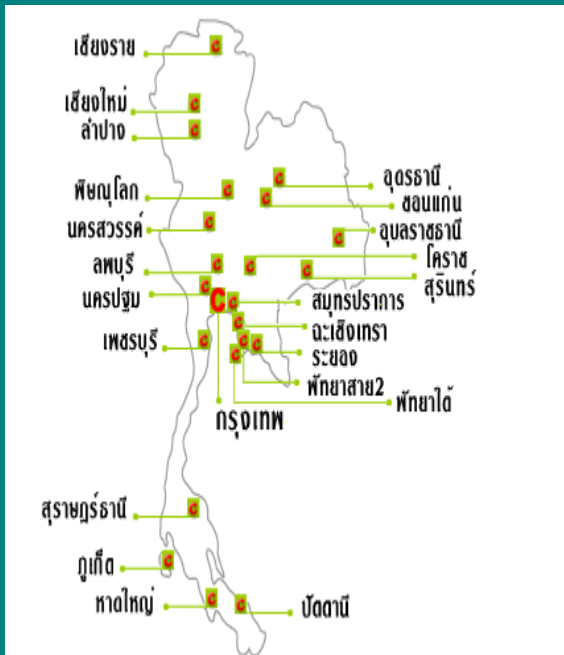 เชียงราย
เชียงใหม่
ลำปาง
พิษณุโลก
นครสวรรค์
ลพบุรี
นครปฐม
เพชรบุรี
อุดรธานี
ขอนแก่น
อุบลราชธานี
โคราช
สุรินทร์
สมุทรปราการ
ฉะเชิงเทรา
ระยอง
พัทยาสาย2
พัทยาใต้
กรุงเทพ
สุราษฎร์ธานี
ภูเก็ต
หาดใหญ่
ปัตตานี